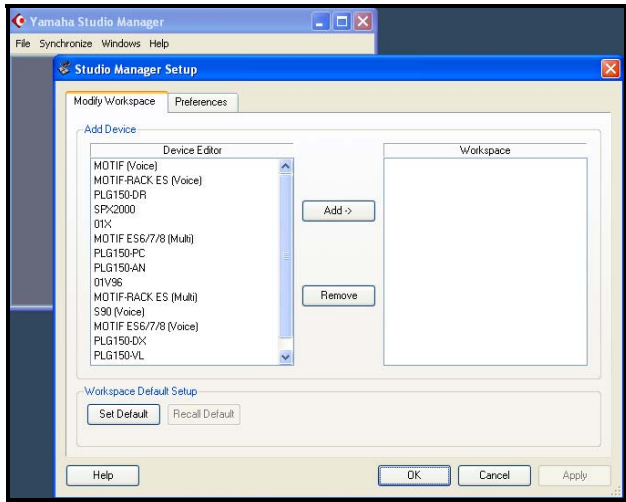 Yamaha Studio Manager
File Synchronize Windows Help
Studio Manager Setup
Modify Workspace Preferences
Add Device
Device Editor
MOTIF (Voice)
MOTIF-RACK ES (Voice)
PLG150-DR
SPX2000
01X
MOTIF ES6/7/8 (Multi)
PLG150-PC
PLG150-AN
01V96
MOTIF-RACK ES (Multi)
S90 (Voice)
MOTIF ES6/7/8 (Voice)
PLG150-DX
PLG150-VL
Add ->
Remove
Workspace
Workspace Default Setup
Set Default Recall Default
Help OK Cancel Apply